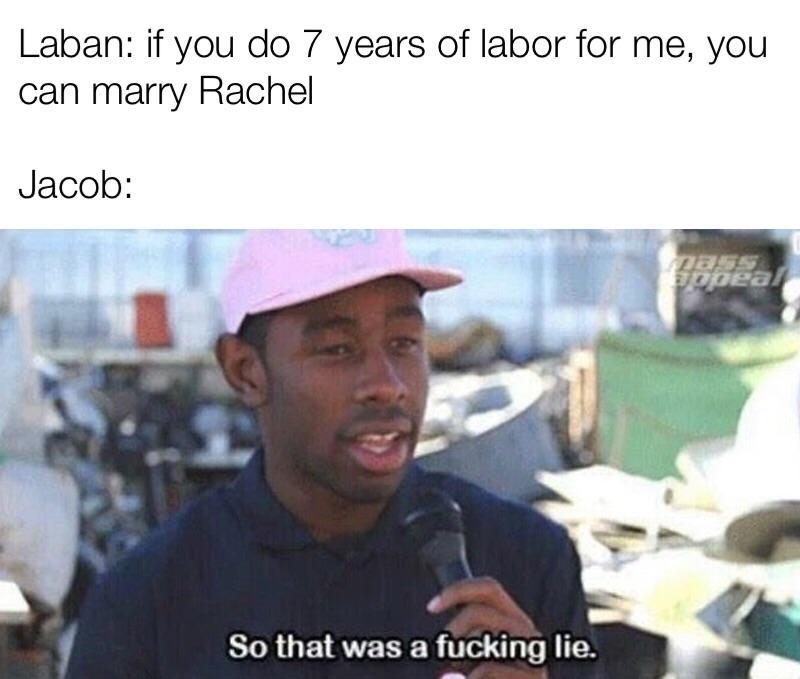 Laban: if you do 7 years of labor for me, you
can marry Rachel
Jacob:
mass
appeal
So that was a fucking lie.